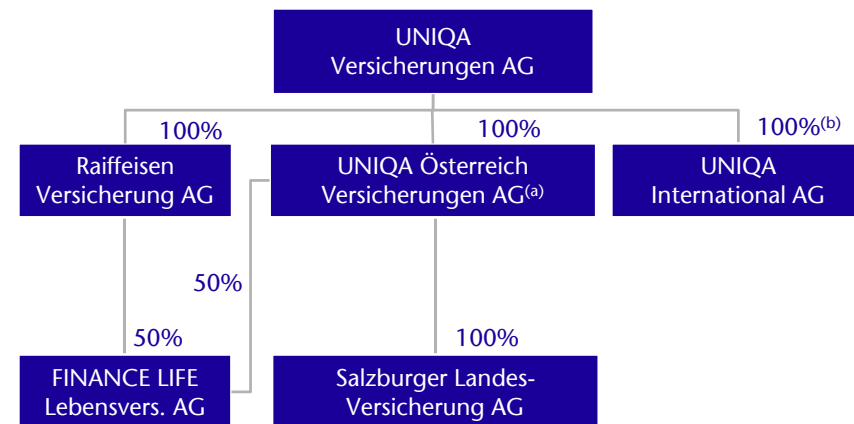 UNIQA
Versicherungen AG
100%
100%
100%(b)
Raiffeisen
Versicherung AG
UNIQA Österreich
Versicherungen AG(a)
UNIQA
International AG
50%
50%
100%
FINANCE LIFE
Lebensvers. AG
Salzburger Landes-
Versicherung AG